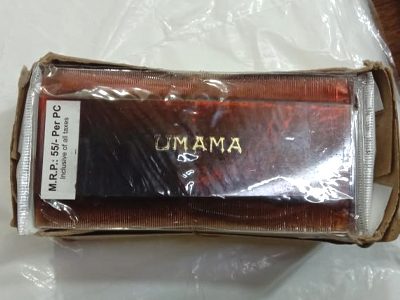 UMAMA
M.R.P.: 55/- Per PC
Inclusive of all taxes